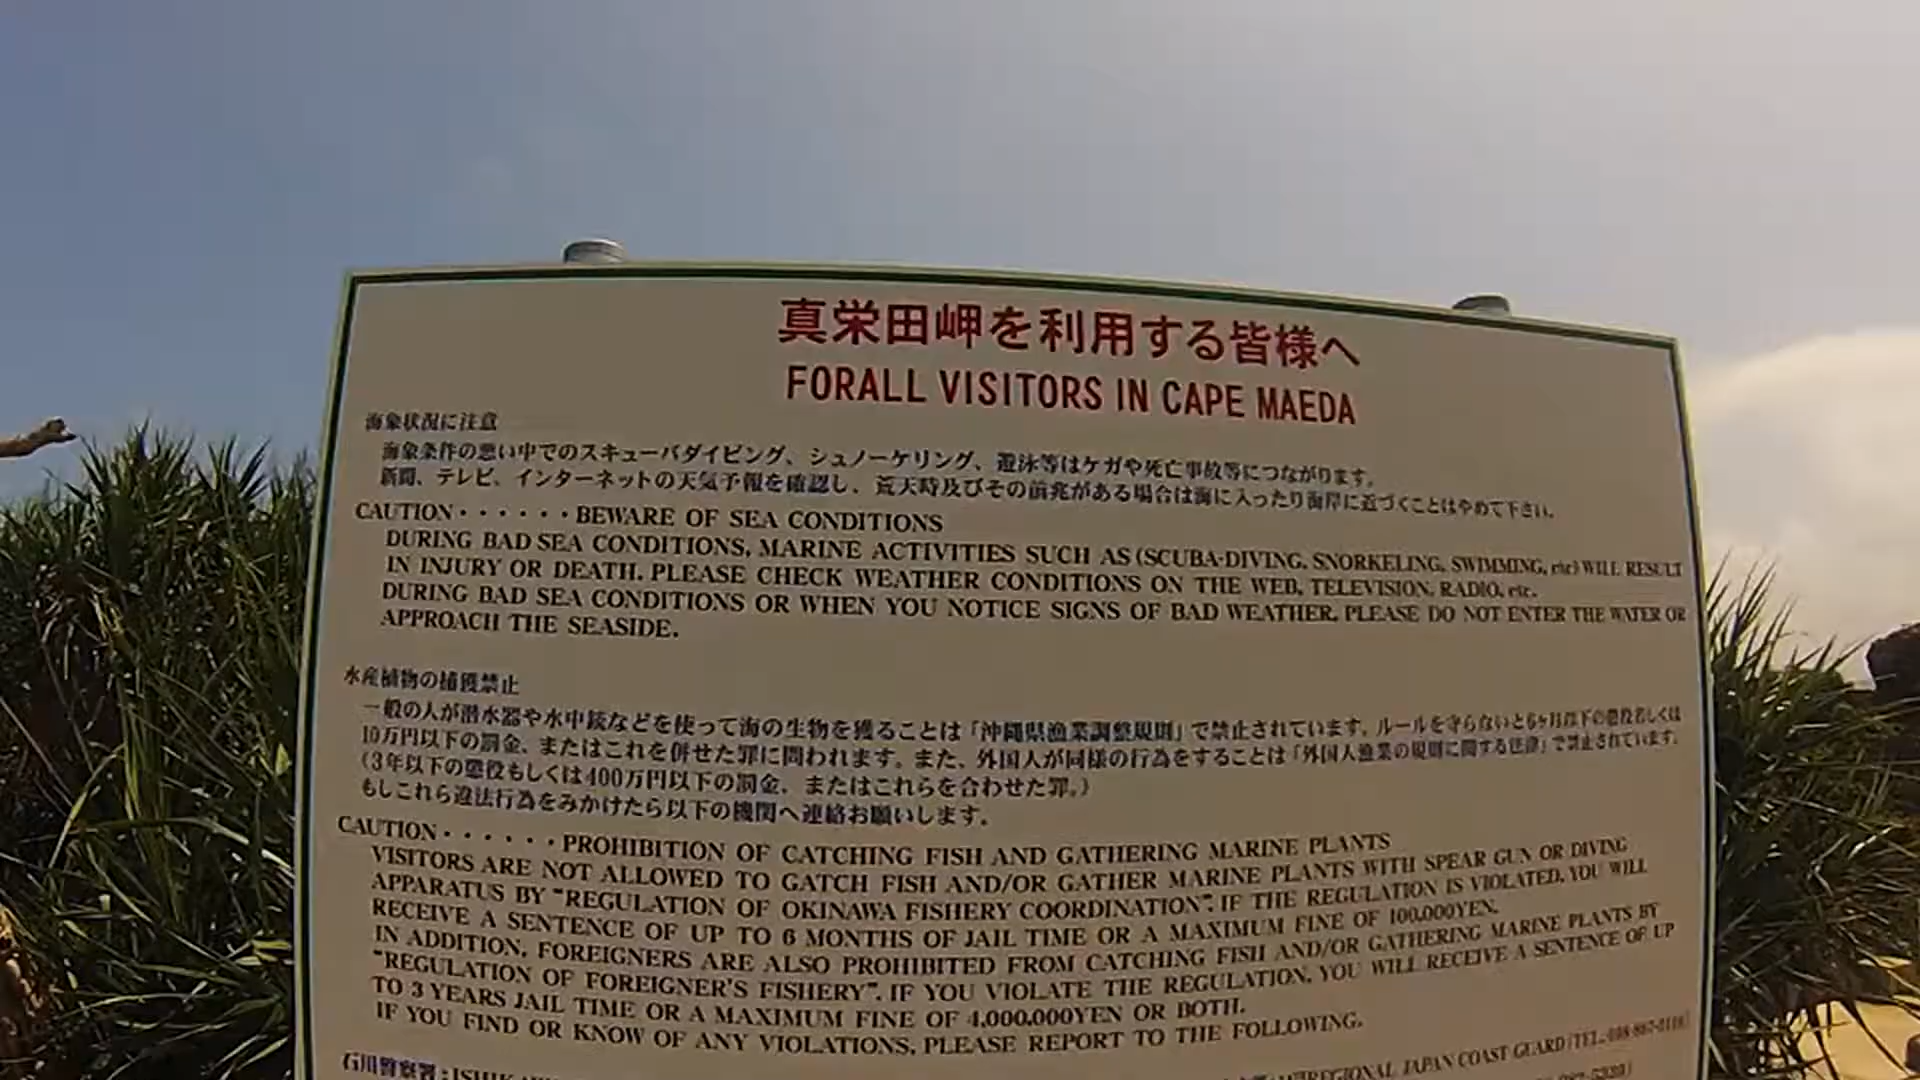 真栄田岬を利用する皆様へ
FORALL VISITORS IN CAPE MAEDA
海象状況に注意
海象条件の悪い中でのスキューバダイビング、シュノーケリング、遊泳等はケガや死亡事故等につながります。
新聞、テレビ、インターネットの天気予報を確認し、荒天時及びその前兆がある場合は海に入ったり海岸に近づくことはやめて下さい。
CAUTION・・・・・・BEWARE OF SEA CONDITIONS
DURING BAD SEA CONDITIONS, MARINE ACTIVITIES SUCH AS (SCUBA-DIVING, SNORKELING, SWIMMING, etc) WILL RESULT
IN INJURY OR DEATH. PLEASE CHECK WEATHER CONDITIONS ON THE WEB, TELEVISION, RADIO, etc.
DURING BAD SEA CONDITIONS OR WHEN YOU NOTICE SIGNS OF BAD WEATHER, PLEASE DO NOT ENTER THE WATER OR
APPROACH THE SEASIDE.
水産植物の捕獲禁止
一般の人が潜水器や水中銃などを使って海の生物を獲ることは「沖縄県漁業調整規則」で禁止されています。ルールを守らないと6ヶ月以下の懲役若しくは
10万円以下の罰金、またはこれを併せた罪に問われます。また、外国人が同様の行為をすることは「外国人漁業の規則に関する法律」で禁止されています。
(3年以下の懲役もしくは400万円以下の罰金、またはこれらを合わせた罪。)
もしこれら違法行為をみかけたら以下の機関へ連絡お願いします。
CAUTION・・・・・・PROHIBITION OF CATCHING FISH AND GATHERING MARINE PLANTS
VISITORS ARE NOT ALLOWED TO GATCH FISH AND/OR GATHER MARINE PLANTS WITH SPEAR GUN OR DIVING
APPARATUS BY "REGULATION OF OKINAWA FISHERY COORDINATION". IF THE REGULATION IS VIOLATED, YOU WILL
RECEIVE A SENTENCE OF UP TO 6 MONTHS OF JAIL TIME OR A MAXIMUM FINE OF 100,000YEN.
IN ADDITION, FOREIGNERS ARE ALSO PROHIBITED FROM CATCHING FISH AND/OR GATHERING MARINE PLANTS BY
"REGULATION OF FOREIGNER'S FISHERY". IF YOU VIOLATE THE REGULATION, YOU WILL RECEIVE A SENTENCE OF UP
TO 3 YEARS JAIL TIME OR A MAXIMUM FINE OF 4,000,000YEN OR BOTH.
IF YOU FIND OR KNOW OF ANY VIOLATIONS, PLEASE REPORT TO THE FOLLOWING.
石川警察署:
REGIONAL JAPAN COAST GUARD (TEL: